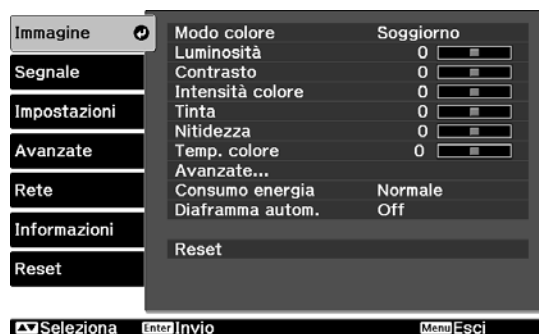 Immagine
Segnale
Impostazioni
Avanzate
Rete
Informazioni
Reset
Modo colore Soggiorno
Luminosità 0
Contrasto 0
Intensità colore 0
Tinta 0
Nitidezza 0
Temp. colore 0
Avanzate...
Consumo energia Normale
Diaframma autom. Off
Reset
Seleziona Enter Invio Menu Esci